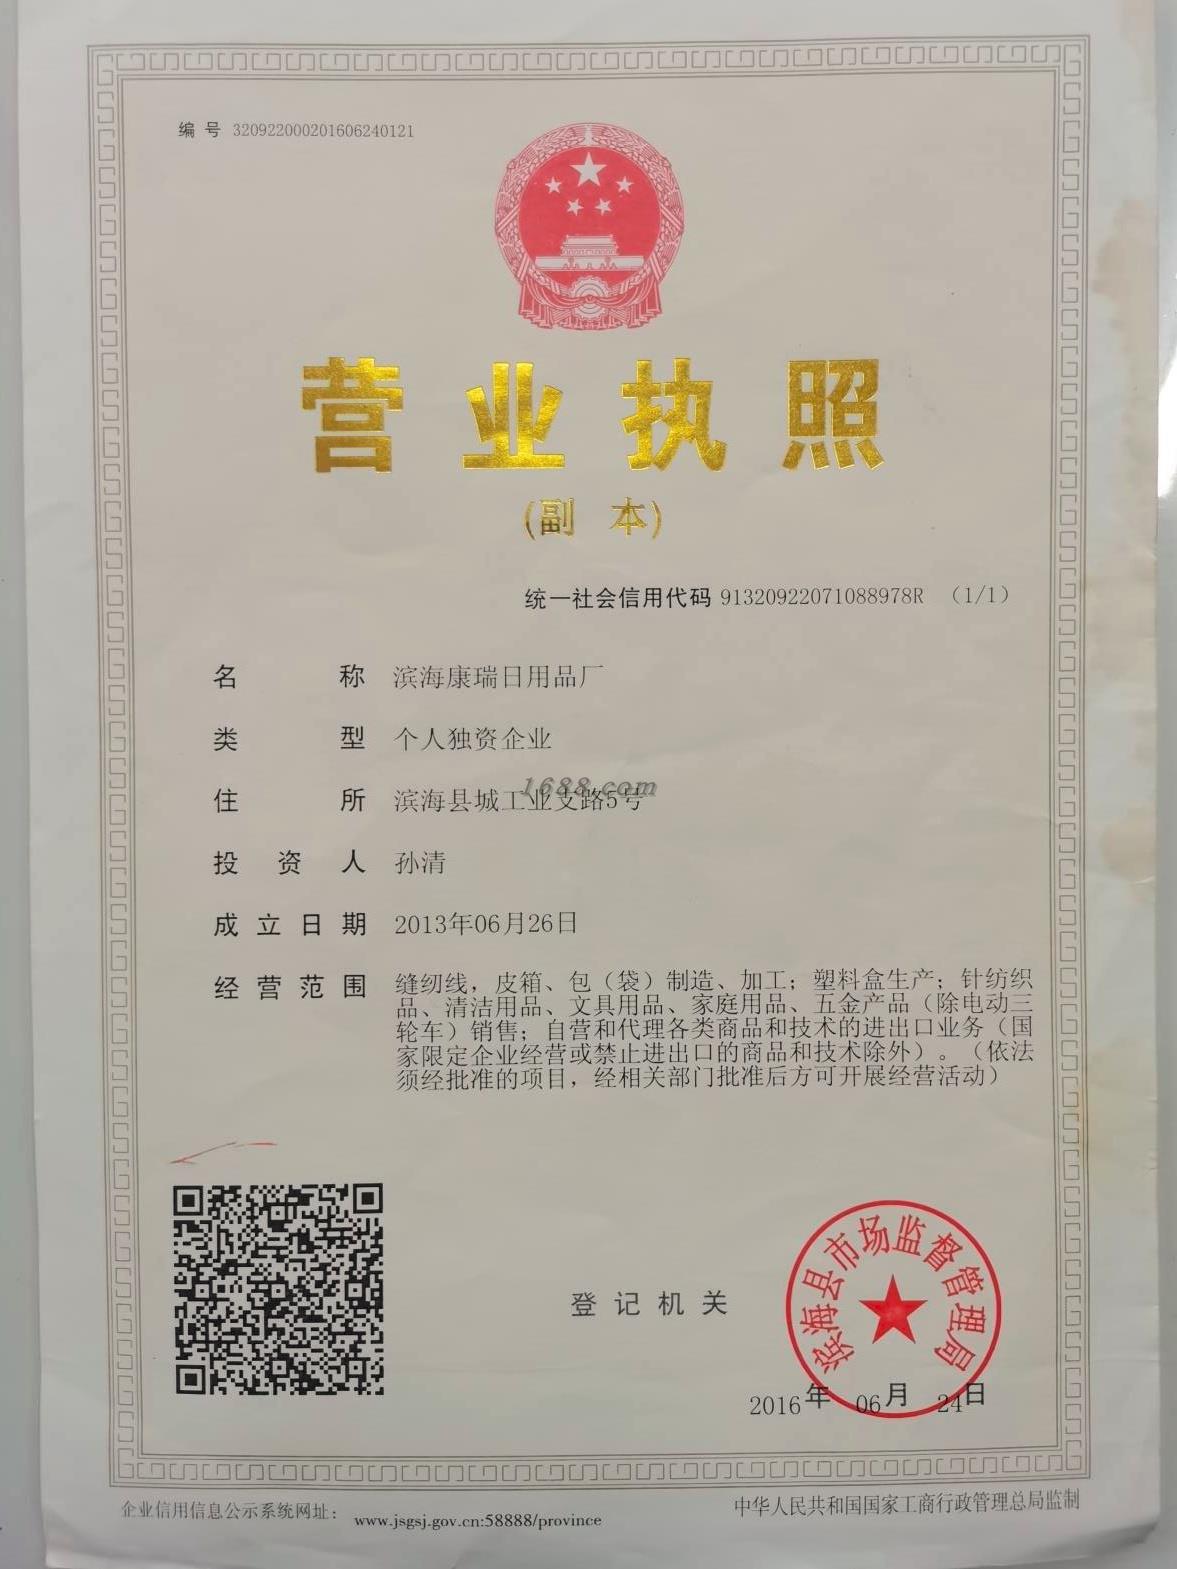 编 号 320922000201606240121
营业执照
(副 本)
统一社会信用代码 91320922071088978R （1/1）
名 称 滨海康瑞日用品厂
类 型 个人独资企业
1688.com
住 所 滨海县城工业支路5号
投 资 人 孙清
成 立 日 期 2013年06月26日
经 营 范 围 缝纫线，皮箱、包（袋）制造、加工；塑料盒生产；针纺织
品、清洁用品、文具用品、家庭用品、五金产品（除电动三
轮车）销售；自营和代理各类商品和技术的进出口业务（国
家限定企业经营或禁止进出口的商品和技术除外）。（依法
须经批准的项目，经相关部门批准后方可开展经营活动）
登 记 机 关
滨海县市场监督管理局
2016年 06月 24日
企业信用信息公示系统网址： www.jsgsj.gov.cn:58888/province
中华人民共和国国家工商行政管理总局监制